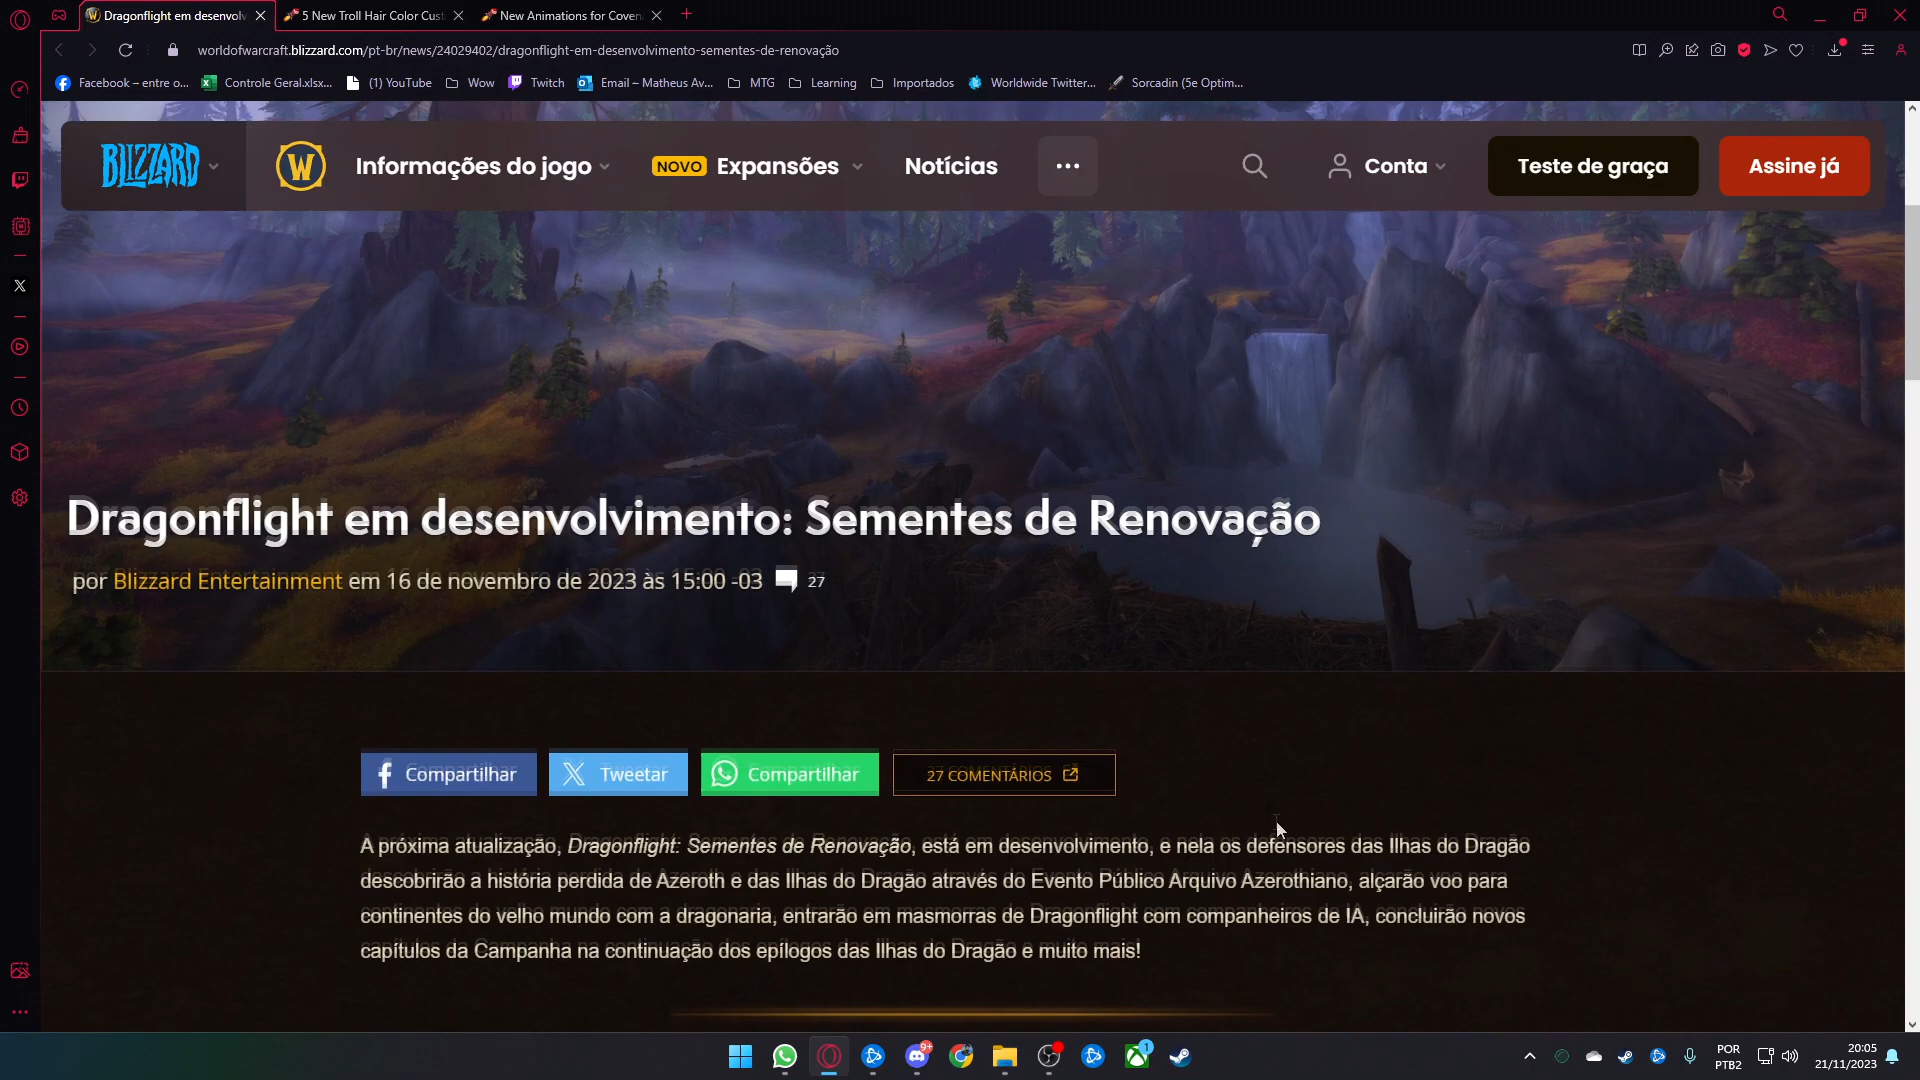 Dragonflight em desenvolv
5 New Troll Hair Color Cust
New Animations for Coven
worldofwarcraft.blizzard.com/pt-br/news/24029402/dragonflight-em-desenvolvimento-sementes-de-renovação
Facebook – entre o... Controle Geral.xlsx... (1) YouTube Wow Twitch Email – Matheus Av... MTG Learning Importados Worldwide Twitter... Sorcadin (5e Optim...
BLIZZARD W Informações do jogo NOVO Expansões Notícias ••• Conta Teste de graça Assine já
Dragonflight em desenvolvimento: Sementes de Renovação
por Blizzard Entertainment em 16 de novembro de 2023 às 15:00 -03 27
Compartilhar Tweetar Compartilhar 27 COMENTÁRIOS
A próxima atualização, Dragonflight: Sementes de Renovação, está em desenvolvimento, e nela os defensores das Ilhas do Dragão
descobrirão a história perdida de Azeroth e das Ilhas do Dragão através do Evento Público Arquivo Azerothiano, alçarão voo para
continentes do velho mundo com a dragonaria, entrarão em masmorras de Dragonflight com companheiros de IA, concluirão novos
capítulos da Campanha na continuação dos epílogos das Ilhas do Dragão e muito mais!
9+
1
POR
PTB2
20:05
21/11/2023